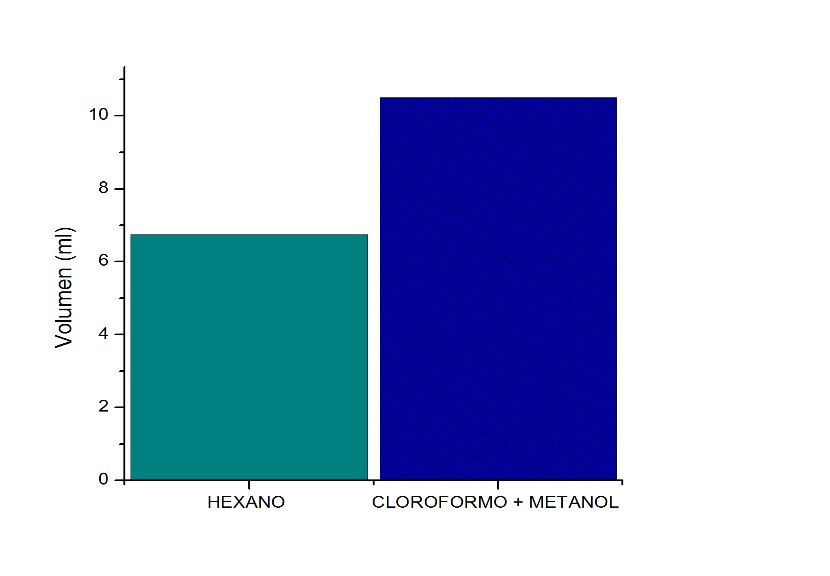 10
8
6
4
2
0
Volumen (ml)
HEXANO
CLOROFORMO + METANOL